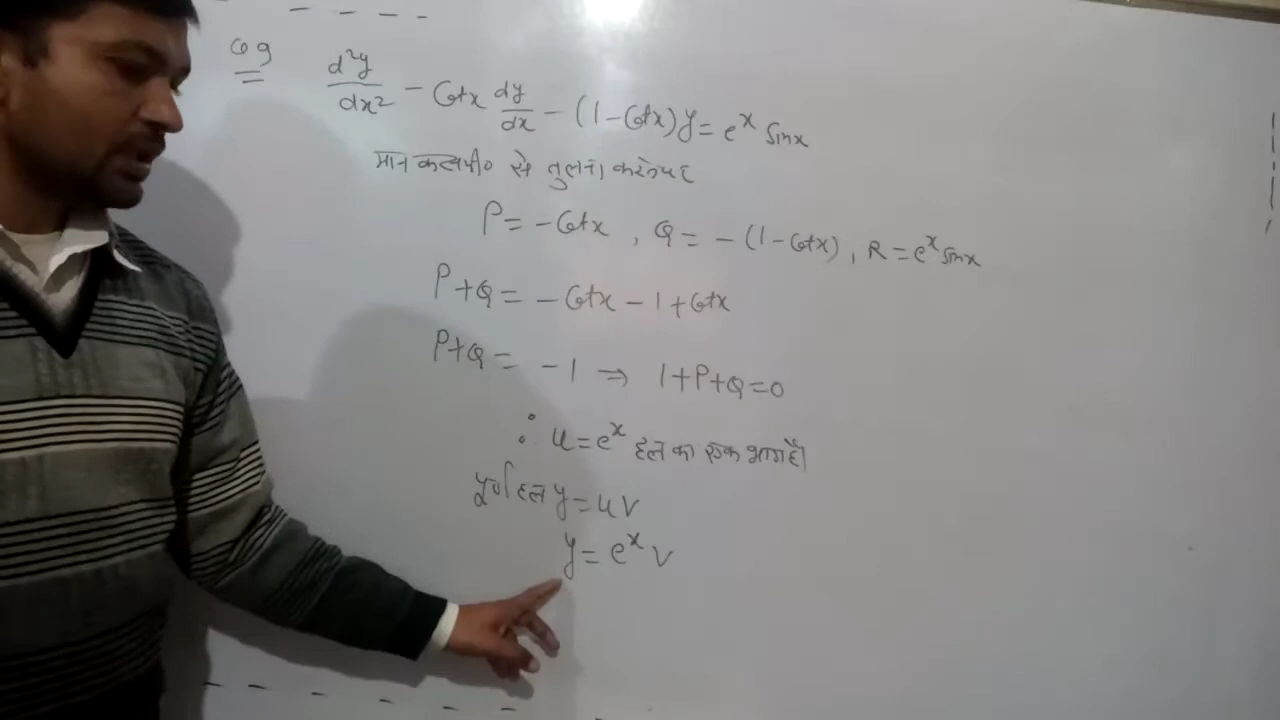 eg d²y/dx² - Cotx dy/dx - (1-Cotx)y = e^x Sinx
मानक समी० से तुलना करने पर
P = -Cotx, Q = -(1-Cotx), R = e^x Sinx
P+Q = -Cotx - 1 + Cotx
P+Q = -1 ⇒ 1+P+Q=0
∴ u = e^x हल का एक भाग है।
पूर्ण हल y = uv
y = e^x v